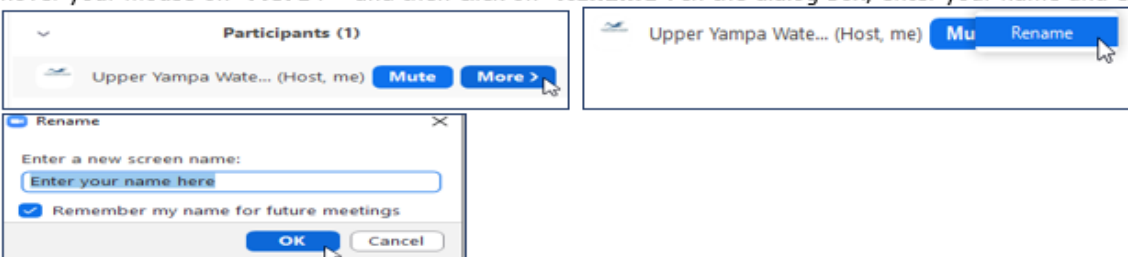 Participants (1)
Upper Yampa Wate... (Host, me) Mute More >
Upper Yampa Wate... (Host, me) Mu Rename
Rename
Enter a new screen name:
Enter your name here
Remember my name for future meetings
OK Cancel